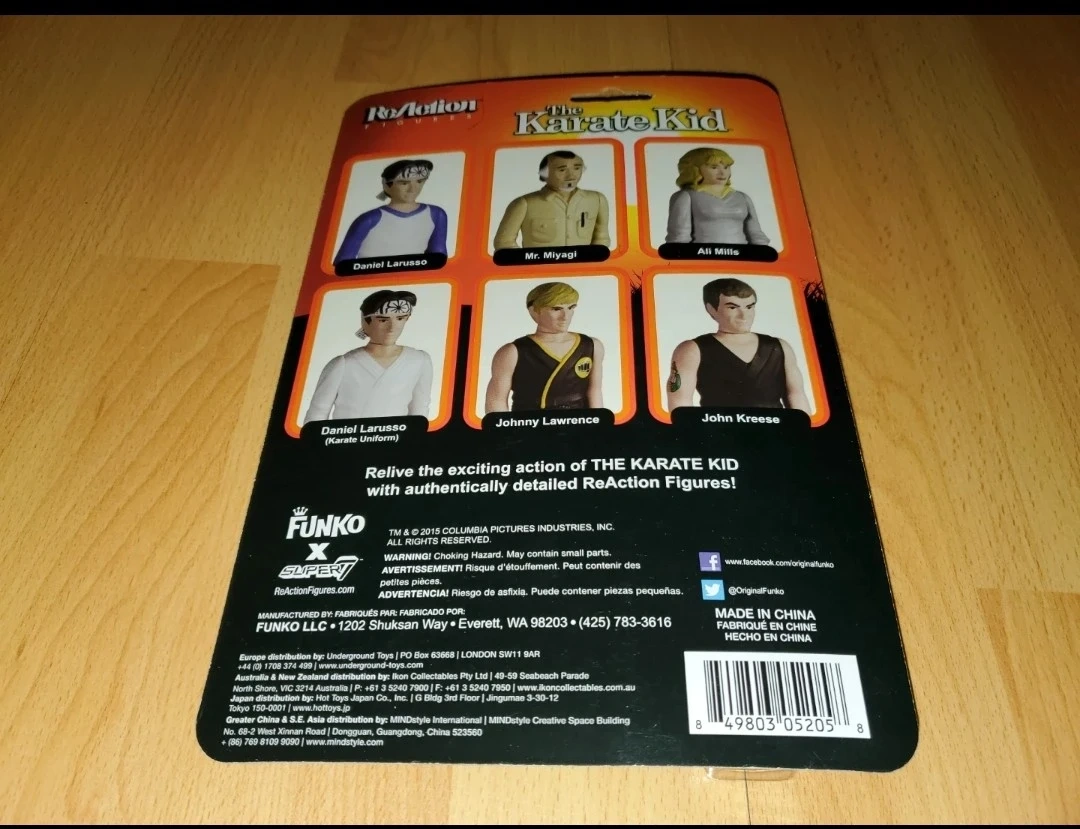 ReAction
FIGURES
The
Karate Kid
Daniel Larusso
Mr. Miyagi
Ali Mills
Daniel Larusso
(Karate Uniform)
Johnny Lawrence
John Kreese
Relive the exciting action of THE KARATE KID
with authentically detailed ReAction Figures!
FUNKO
X
SUPER7
ReActionFigures.com
TM & © 2015 COLUMBIA PICTURES INDUSTRIES, INC.
ALL RIGHTS RESERVED.
WARNING! Choking Hazard. May contain small parts.
AVERTISSEMENT! Risque d'étouffement. Peut contenir des
petites pièces.
ADVERTENCIA! Riesgo de asfixia. Puede contener piezas pequeñas.
www.facebook.com/originalfunko
@OriginalFunko
MANUFACTURED BY: FABRIQUÉS PAR: FABRICADO POR:
FUNKO LLC • 1202 Shuksan Way • Everett, WA 98203 • (425) 783-3616
MADE IN CHINA
FABRIQUÉ EN CHINE
HECHO EN CHINA
Europe distribution by: Underground Toys | PO Box 63668 | LONDON SW11 9AR
+44 (0) 1708 374 499 | www.underground-toys.com
Australia & New Zealand distribution by: Ikon Collectables Pty Ltd | 49-59 Seabeach Parade
North Shore, VIC 3214 Australia | P: +61 3 5240 7900 | F: +61 3 5240 7950 | www.ikoncollectables.com.au
Japan distribution by: Hot Toys Japan Co., Inc. | G Bldg 3rd Floor | Jingumae 3-30-12
Tokyo 150-0001 | www.hottoys.jp
Greater China & S.E. Asia distribution by: MINDstyle International | MINDstyle Creative Space Building
No. 68-2 West Xinnan Road | Dongguan, Guangdong, China 523560
+ (86) 769 8109 9090 | www.mindstyle.com
8 49803 05205 8